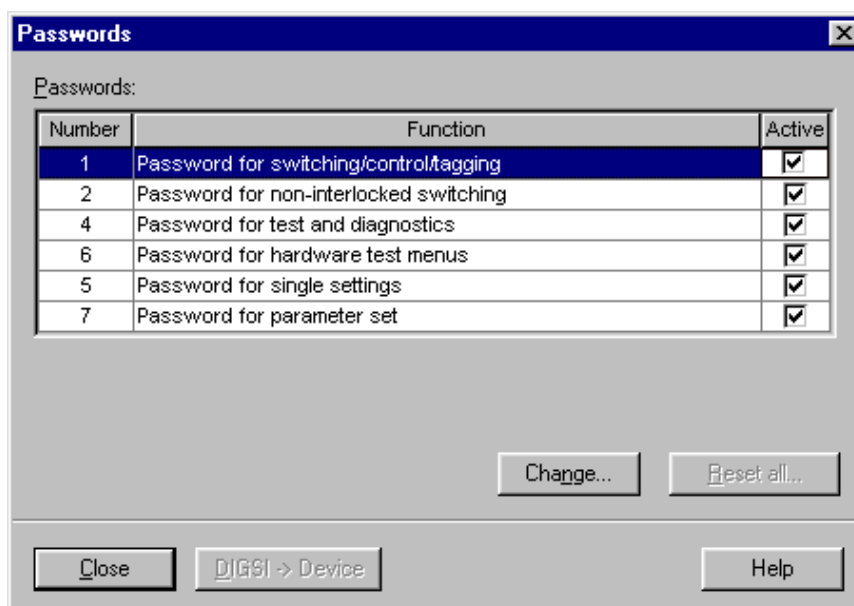 Passwords
Passwords:
Number Function Active
1 Password for switching/control/tagging
2 Password for non-interlocked switching
4 Password for test and diagnostics
6 Password for hardware test menus
5 Password for single settings
7 Password for parameter set
Change... Reset all...
Close DIGSI -> Device Help